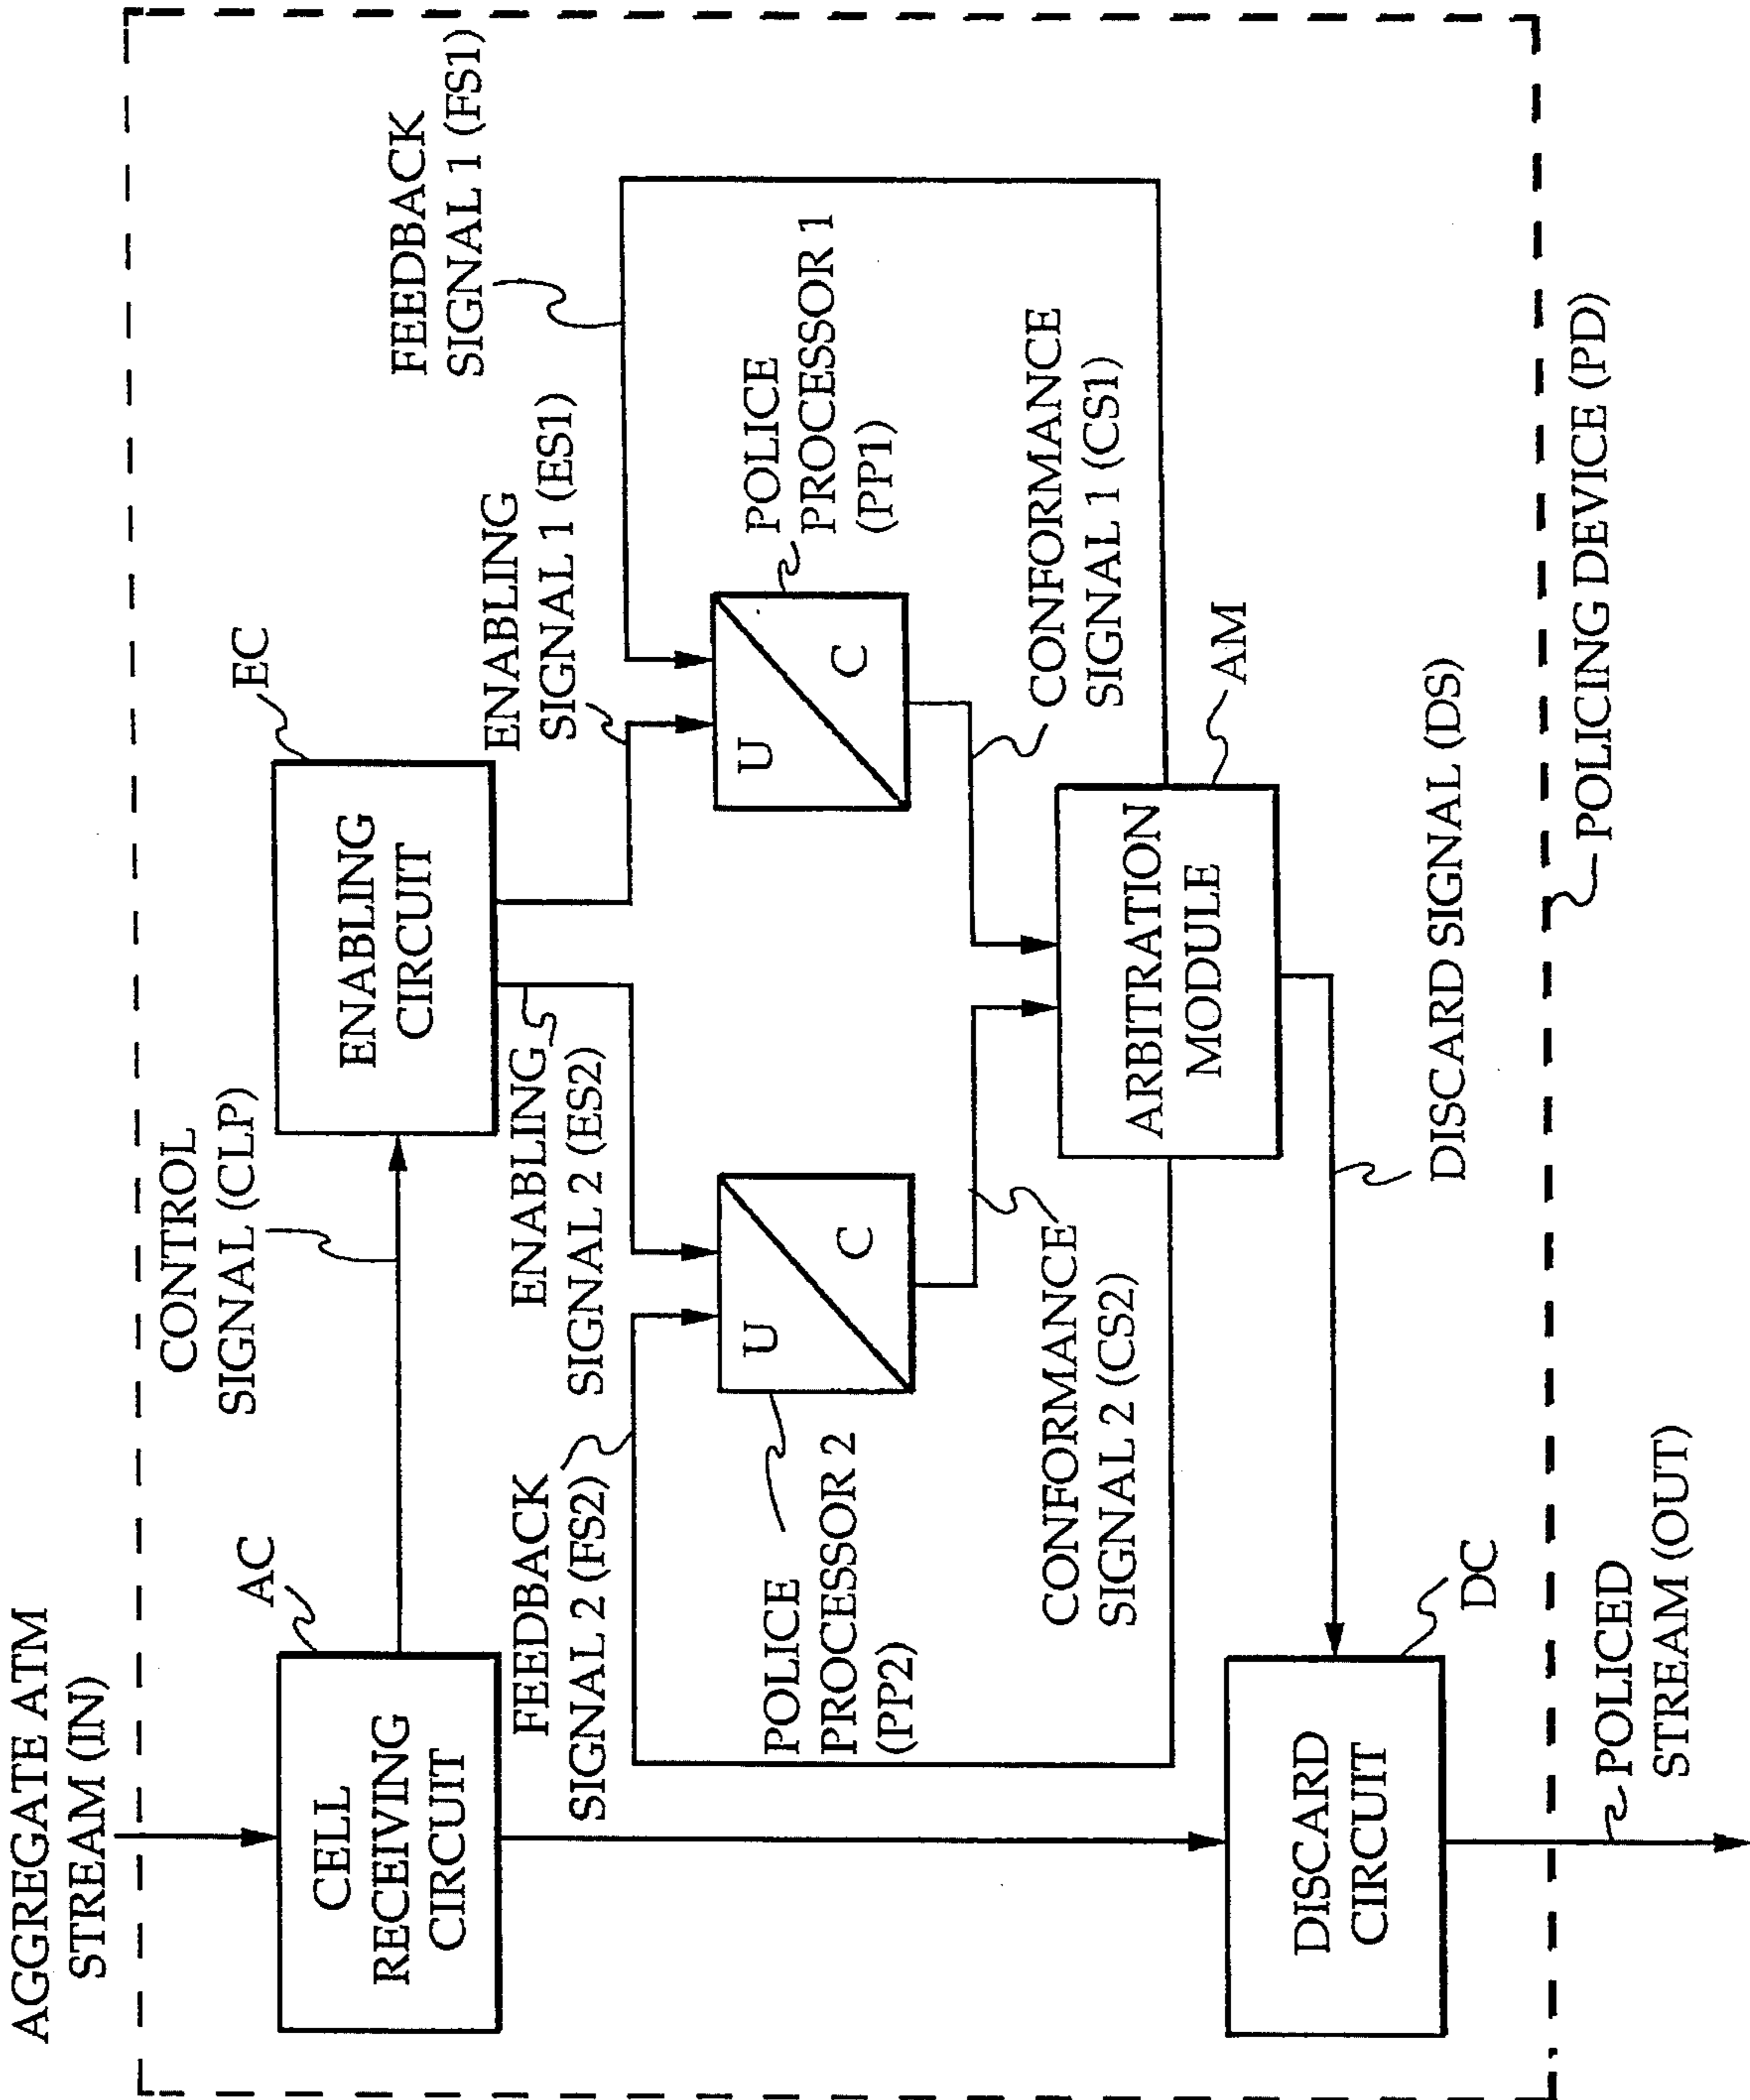 AGGREGATE ATM
STREAM (IN)
AC
CELL
RECEIVING
CIRCUIT
CONTROL
SIGNAL (CLP)
EC
ENABLING
CIRCUIT
FEEDBACK
SIGNAL 2 (FS2)
ENABLING
SIGNAL 2 (ES2)
ENABLING
SIGNAL 1 (ES1)
FEEDBACK
SIGNAL 1 (FS1)
POLICE
PROCESSOR 2
(PP2)
U
C
U
C
POLICE
PROCESSOR 1
(PP1)
CONFORMANCE
SIGNAL 2 (CS2)
CONFORMANCE
SIGNAL 1 (CS1)
ARBITRATION
MODULE
AM
DISCARD
CIRCUIT
DC
DISCARD SIGNAL (DS)
POLICED
STREAM (OUT)
POLICING DEVICE (PD)